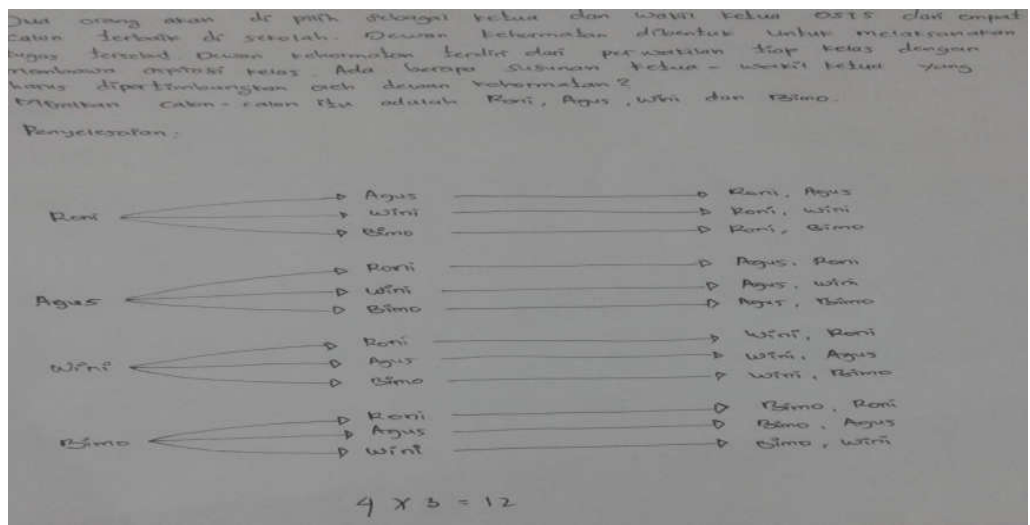 Dua orang akan di pilih sebagai ketua dan wakil ketua OSIS dari empat
calon terbaik di sekolah. Dewan kehormatan dibentuk untuk melaksanakan
tugas tersebut. Dewan kehormatan terdiri dari perwakilan tiap kelas dengan
membawa aspirasi kelas. Ada berapa susunan ketua - wakil ketua yang
harus dipertimbangkan oleh dewan kehormatan?
Misalkan calon-calon itu adalah Roni, Agus, Wini dan Bimo.
Penyelesaian:
Agus Roni, Agus
Roni Wini Roni, Wini
Bimo Roni, Bimo
Roni Agus, Roni
Agus Wini Agus, Wini
Bimo Agus, Bimo
Roni Wini, Roni
Wini Agus Wini, Agus
Bimo Wini, Bimo
Roni Bimo, Roni
Bimo Agus Bimo, Agus
Wini Bimo, Wini
4 x 3 = 12